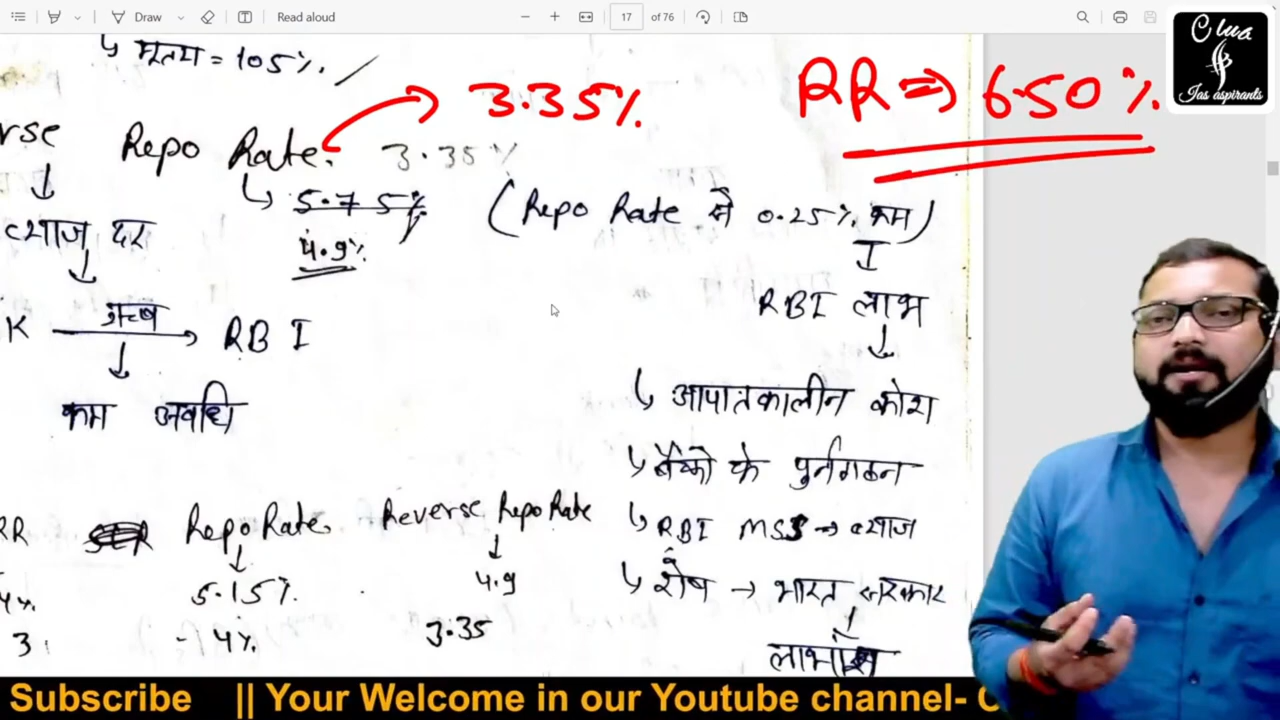 Draw
Read aloud
17 of 76
Clua
Ias aspirants
↳ मूल्य = 105%
3.35%
RR ⇒ 6.50%
rse Repo Rate. 3.35%
↳ 5.75% (Repo Rate से 0.25% कम)
4.9%
ब्याज दर
RBI लाभ
K → RBI
कम अवधि
↳ आपातकालीन कोश
↳ बैंको के पुर्नगठन
RR Repo Rate Reverse Repo Rate
↳ RBI MSS → ब्याज
5.15% 4.9
↳ शेष → भारत सरकार
4% 3.35
3
Subscribe || Your Welcome in our Youtube channel- C